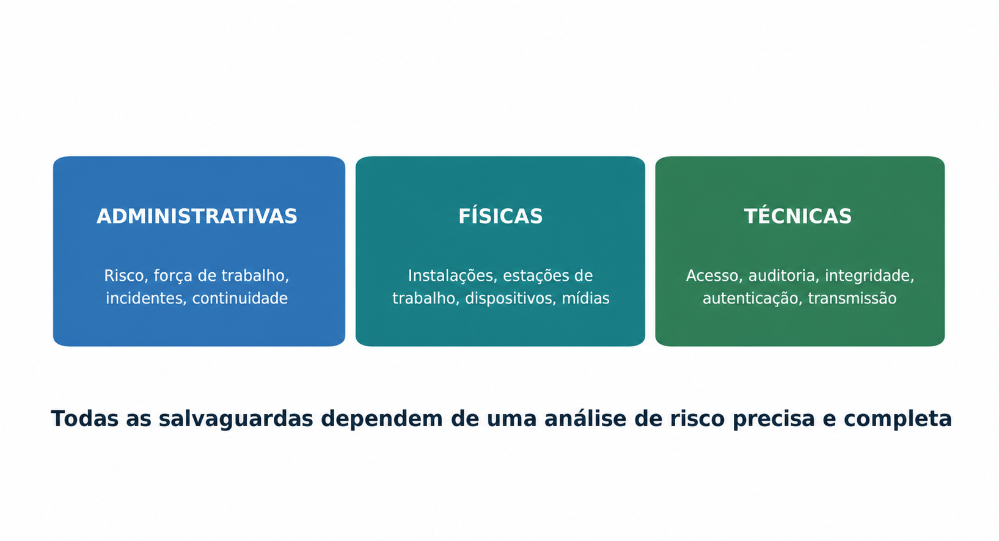 ADMINISTRATIVAS
Risco, força de trabalho,
incidentes, continuidade
FÍSICAS
Instalações, estações de
trabalho, dispositivos, mídias
TÉCNICAS
Acesso, auditoria, integridade,
autenticação, transmissão
Todas as salvaguardas dependem de uma análise de risco precisa e completa